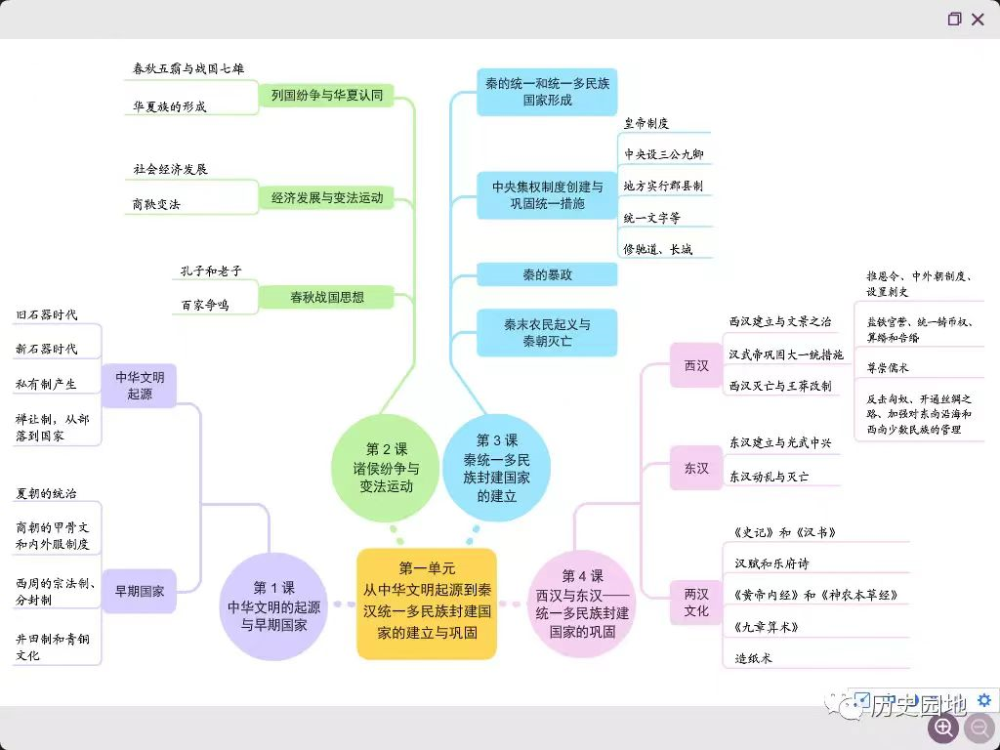 春秋五霸与战国七雄
华夏族的形成
列国纷争与华夏认同
社会经济发展
商鞅变法
经济发展与变法运动
孔子和老子
百家争鸣
春秋战国思想
第 2 课
诸侯纷争与
变法运动
秦的统一和统一多民族
国家形成
中央集权制度创建与
巩固统一措施
皇帝制度
中央设三公九卿
地方实行郡县制
统一文字等
修驰道、长城
秦的暴政
秦末农民起义与
秦朝灭亡
第 3 课
秦统一多民
族封建国家
的建立
旧石器时代
新石器时代
私有制产生
禅让制，从部
落到国家
中华文明
起源
夏朝的统治
商朝的甲骨文
和内外服制度
西周的宗法制、
分封制
井田制和青铜
文化
早期国家
第 1 课
中华文明的起源
与早期国家
第一单元
从中华文明起源到秦
汉统一多民族封建国
家的建立与巩固
第 4 课
西汉与东汉——
统一多民族封建
国家的巩固
西汉
西汉建立与文景之治
汉武帝巩固大一统措施
西汉灭亡与王莽改制
推恩令、中外朝制度、
设置刺史
盐铁官营、统一铸币权、
算缗和告缗
尊崇儒术
反击匈奴、开通丝绸之
路、加强对东南沿海和
西南少数民族的管理
东汉
东汉建立与光武中兴
东汉动乱与灭亡
两汉
文化
《史记》和《汉书》
汉赋和乐府诗
《黄帝内经》和《神农本草经》
《九章算术》
造纸术
历史园地